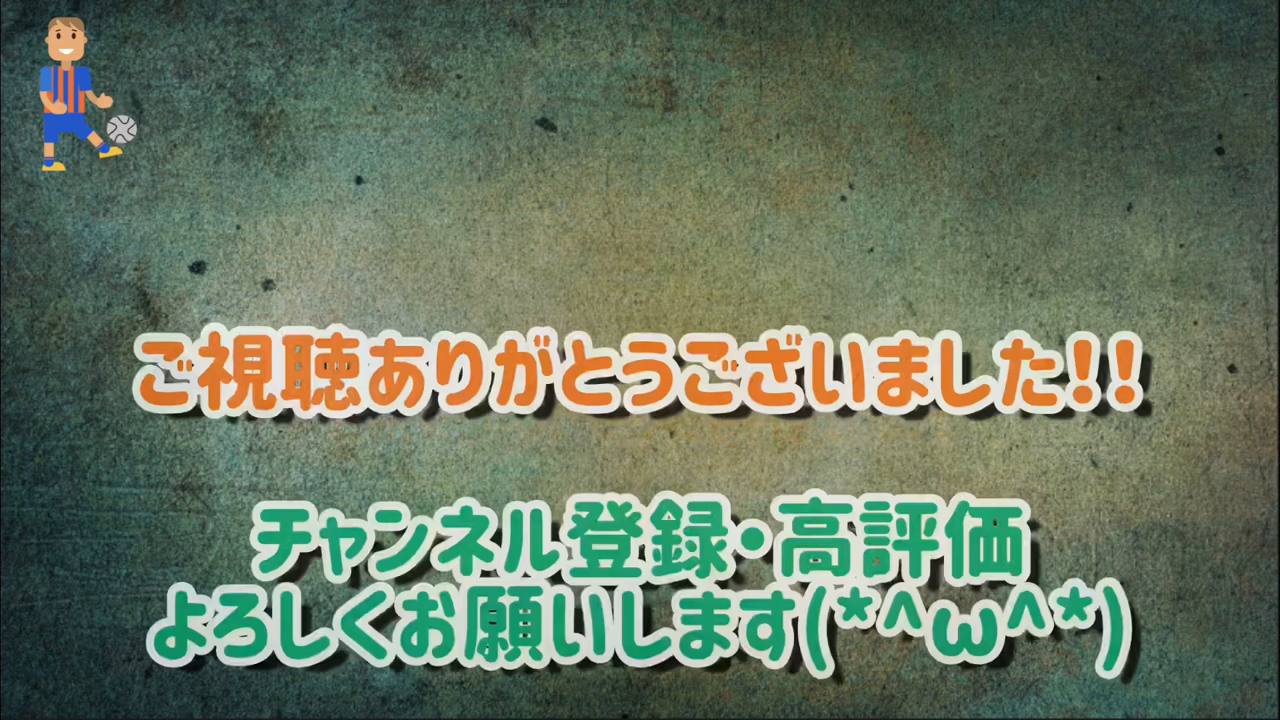 ご視聴ありがとうございました!!
チャンネル登録・高評価
よろしくお願いします(*^ω^*)